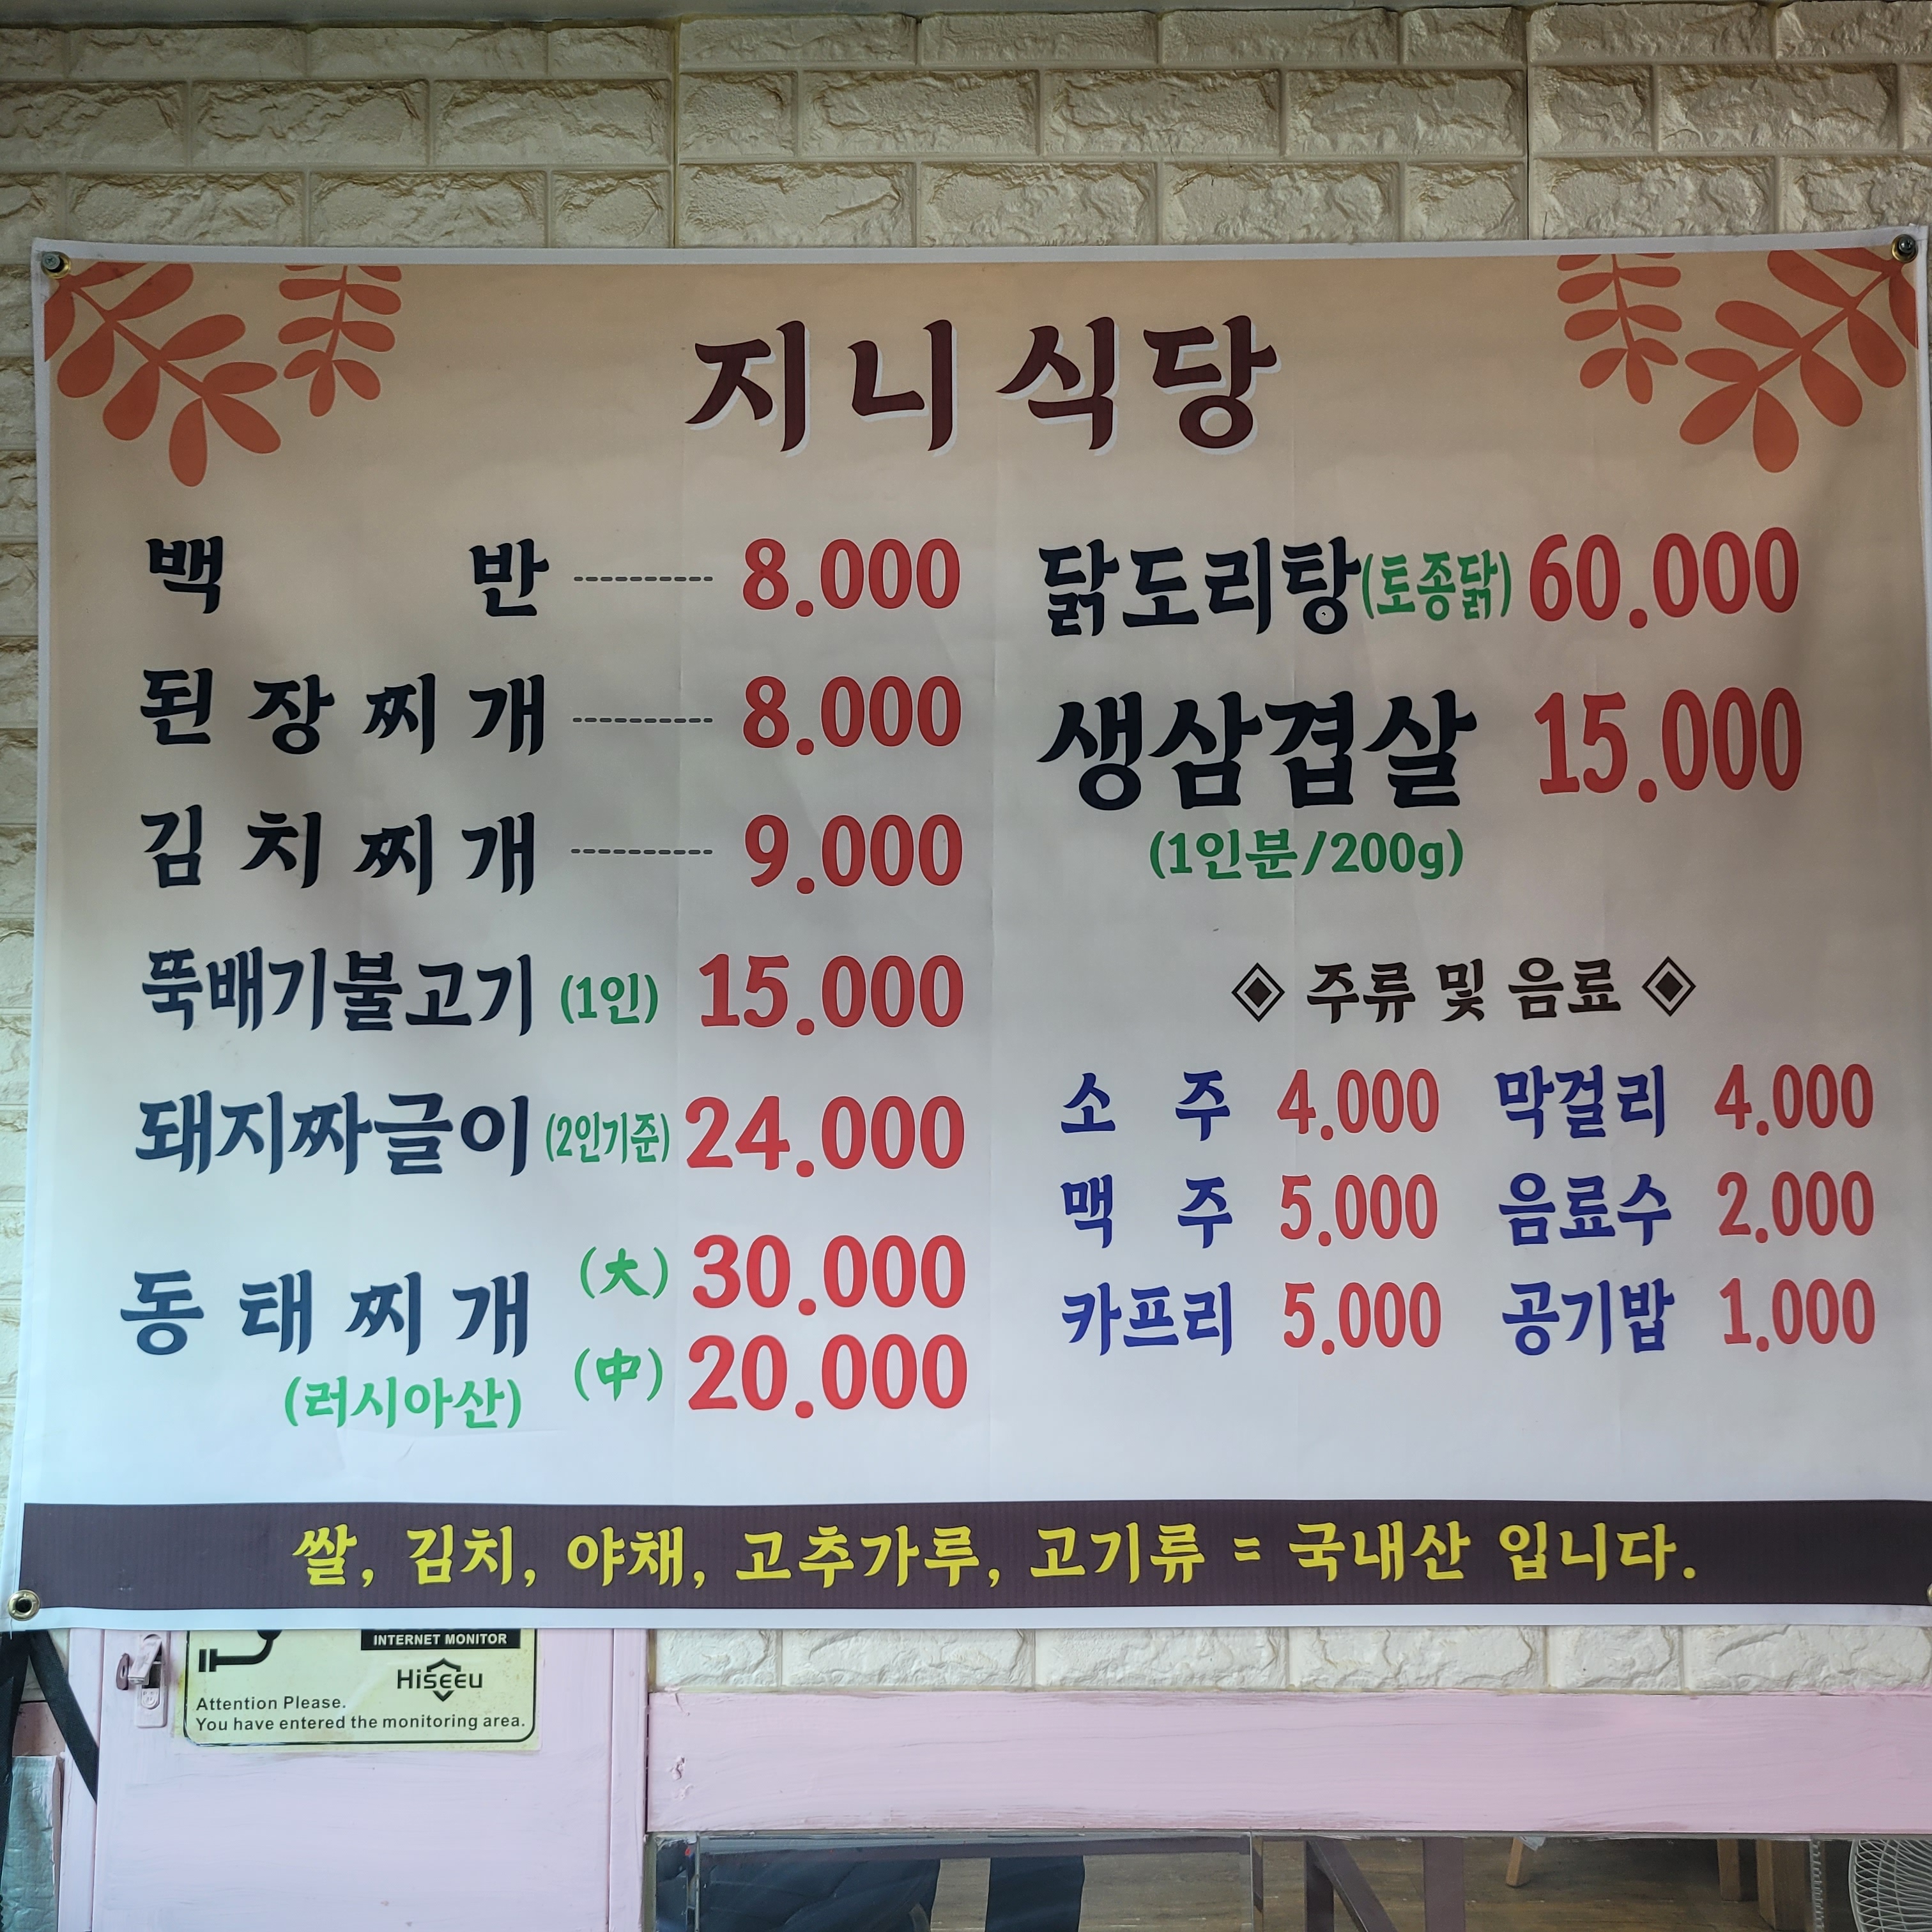 지니식당
백 반 ---------- 8.000
된장찌개 ---------- 8.000
김치찌개 ---------- 9.000
뚝배기불고기 (1인) 15.000
돼지짜글이 (2인기준) 24.000
동태찌개 (大) 30.000
(中) 20.000
(러시아산)
닭도리탕(토종닭) 60.000
생삼겹살 15.000
(1인분/200g)
◈ 주류 및 음료 ◈
소 주 4.000 막걸리 4.000
맥 주 5.000 음료수 2.000
카프리 5.000 공기밥 1.000
쌀, 김치, 야채, 고추가루, 고기류 = 국내산 입니다.
INTERNET MONITOR
HiSEEU
Attention Please.
You have entered the monitoring area.